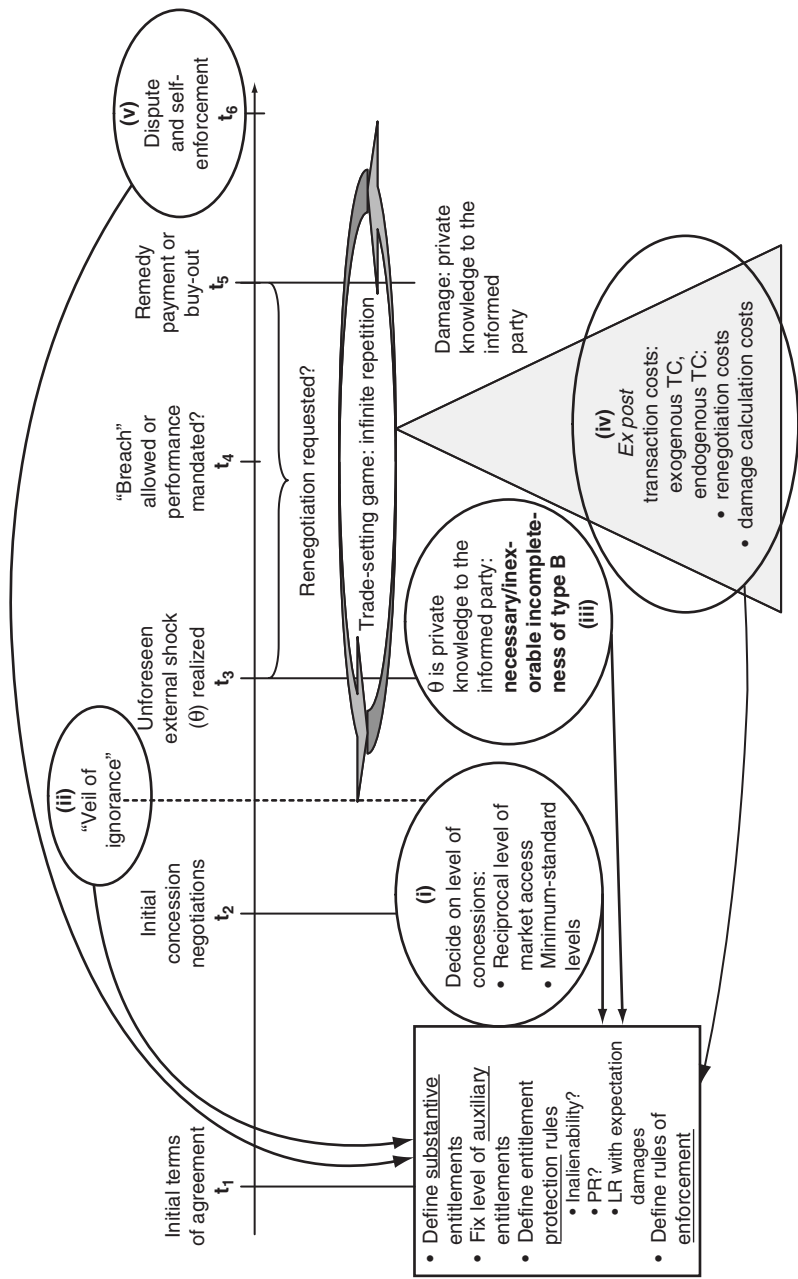 (v)
Dispute
and self-
enforcement
t6
(ii)
“Veil of
ignorance”
Initial terms
of agreement
t1
Initial
concession
negotiations
t2
Unforeseen
external shock
(θ) realized
t3
“Breach”
allowed or
performance
mandated?
t4
Remedy
payment or
buy-out
t5
Renegotiation requested?
Trade-setting game: infinite repetition
• Define substantive
entitlements
• Fix level of auxiliary
entitlements
• Define entitlement
protection rules
• Inalienability?
• PR?
• LR with expectation
damages
• Define rules of
enforcement
(i)
Decide on level of
concessions:
• Reciprocal level of
market access
• Minimum-standard
levels
θ is private
knowledge to the
informed party:
necessary/inex-
orable incomplete-
ness of type B
(iii)
Damage: private
knowledge to the
informed
party
(iv)
Ex post
transaction costs:
exogenous TC,
endogenous TC:
• renegotiation costs
• damage calculation costs